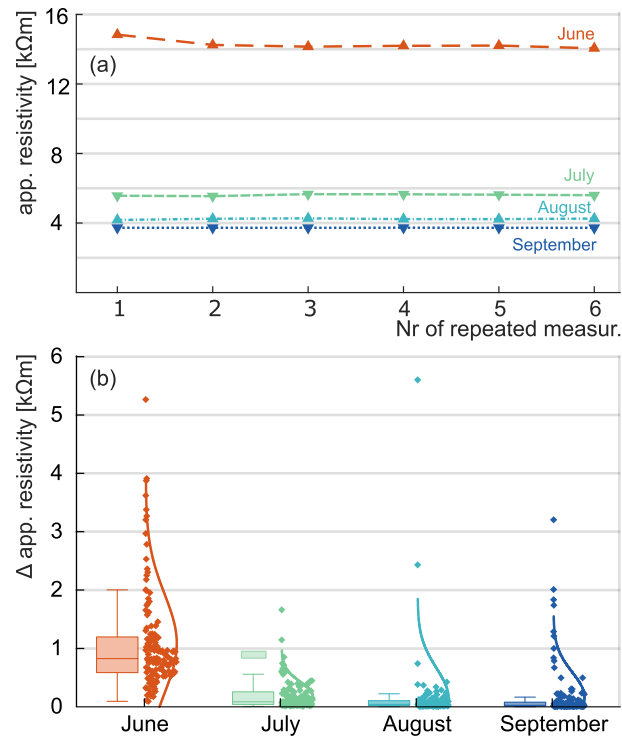 16
12
8
4
app. resistivity [kΩm]
(a)
June
July
August
September
1 2 3 4 5 6
Nr of repeated measur.
6
5
4
3
2
1
0
Δ app. resistivity [kΩm]
(b)
June July August September